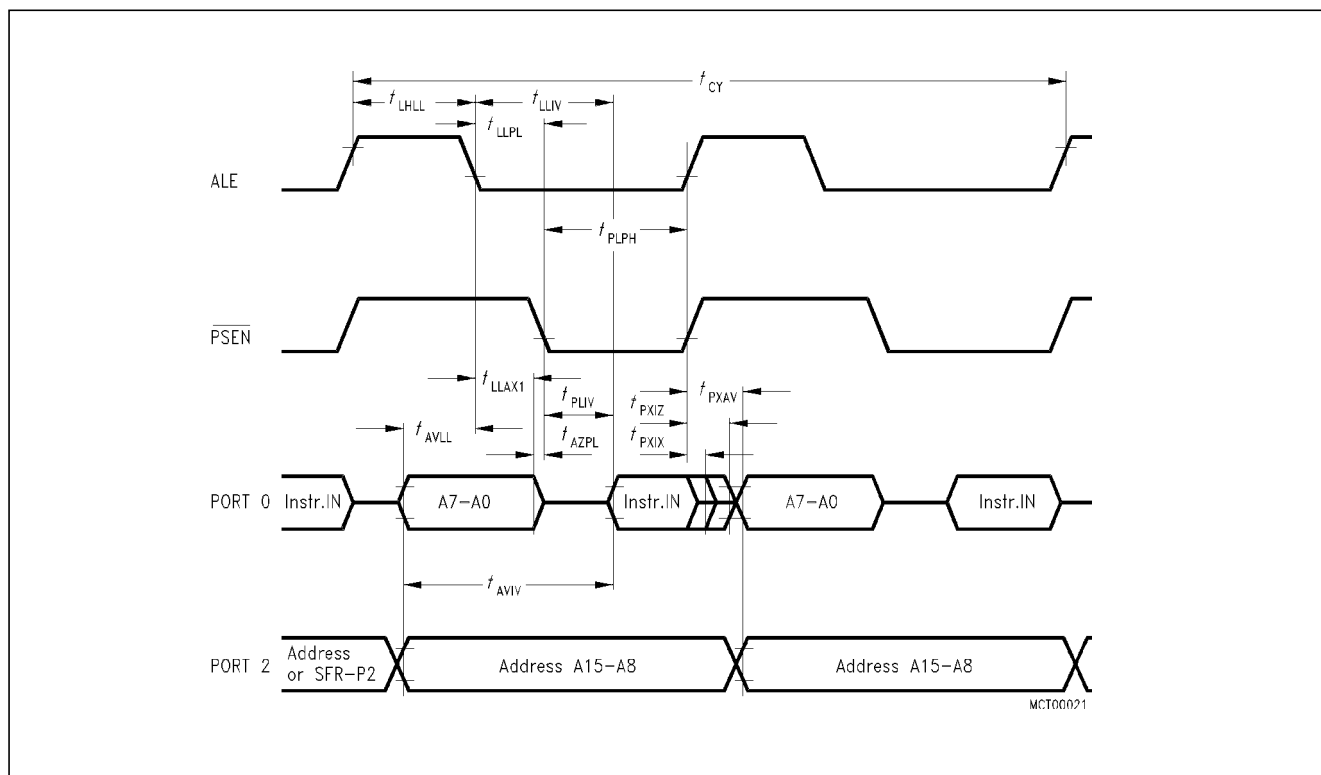 t CY
t LHLL t LLIV
t LLPL
ALE
t PLPH
PSEN
t LLAX1 t PXAV
t PLIV t PXIZ
t AVLL t AZPL t PXIX
PORT 0 Instr.IN A7-A0 Instr.IN A7-A0 Instr.IN
t AVIV
PORT 2 Address or SFR-P2 Address A15-A8 Address A15-A8
MCT00021